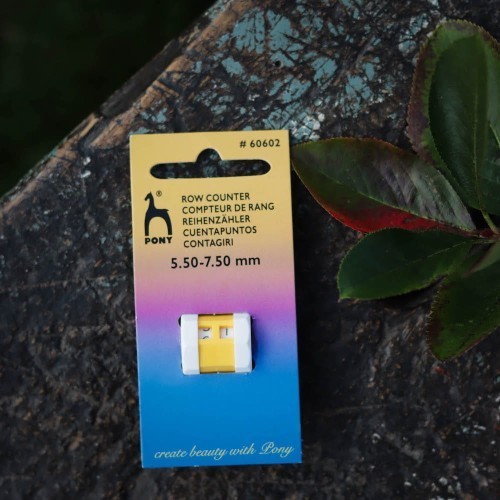 # 60602
®
ROW COUNTER
COMPTEUR DE RANG
REIHENZÄHLER
CUENTAPUNTOS
CONTAGIRI
PONY
5.50-7.50 mm
create beauty with Pony